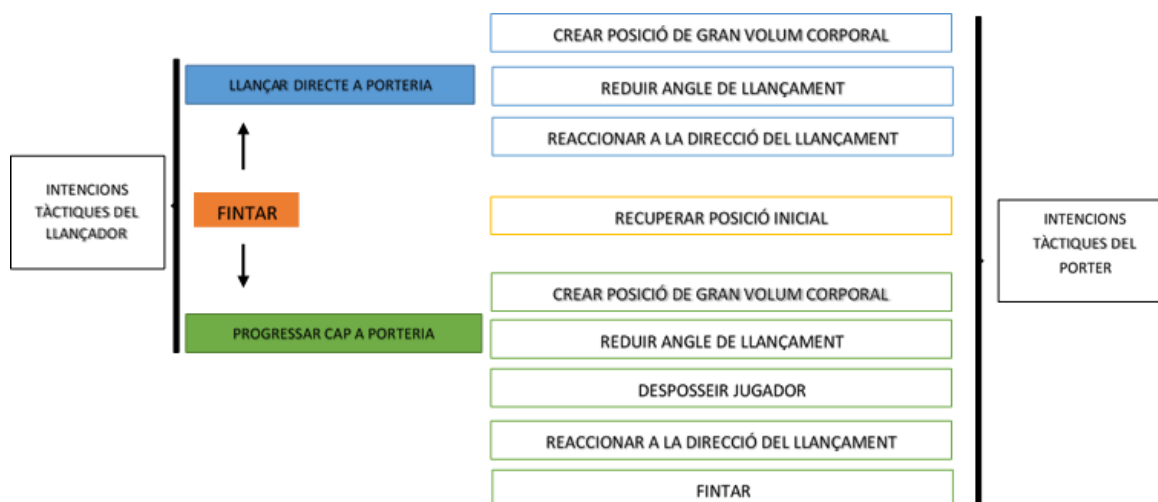 CREAR POSICIÓ DE GRAN VOLUM CORPORAL
LLANÇAR DIRECTE A PORTERIA
REDUIR ANGLE DE LLANÇAMENT
REACCIONAR A LA DIRECCIÓ DEL LLANÇAMENT
INTENCIONS
TÀCTIQUES DEL
LLANÇADOR
FINTAR
RECUPERAR POSICIÓ INICIAL
INTENCIONS
TÀCTIQUES DEL
PORTER
CREAR POSICIÓ DE GRAN VOLUM CORPORAL
PROGRESSAR CAP A PORTERIA
REDUIR ANGLE DE LLANÇAMENT
DESPOSSEIR JUGADOR
REACCIONAR A LA DIRECCIÓ DEL LLANÇAMENT
FINTAR